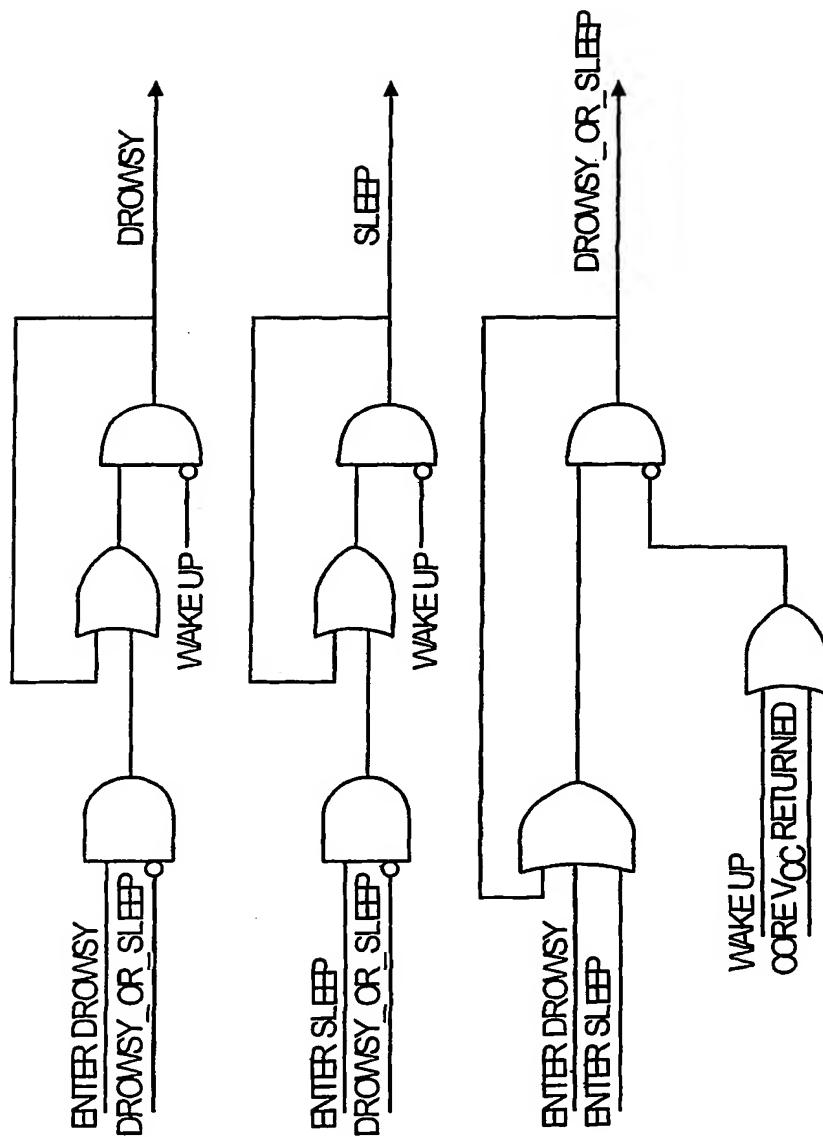 ENTER DROWSY
DROWSY_OR_SLEEP
WAKE UP
DROWSY
ENTER SLEEP
DROWSY_OR_SLEEP
WAKE UP
SLEEP
ENTER DROWSY
ENTER SLEEP
DROWSY_OR_SLEEP
WAKE UP
CORE VCC RETURNED